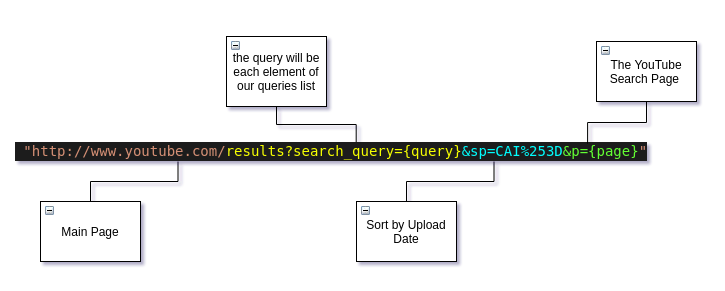 the query will be
each element of
our queries list
The YouTube
Search Page
"http://www.youtube.com/results?search_query={query}&sp=CAI%253D&p={page}"
Main Page
Sort by Upload
Date